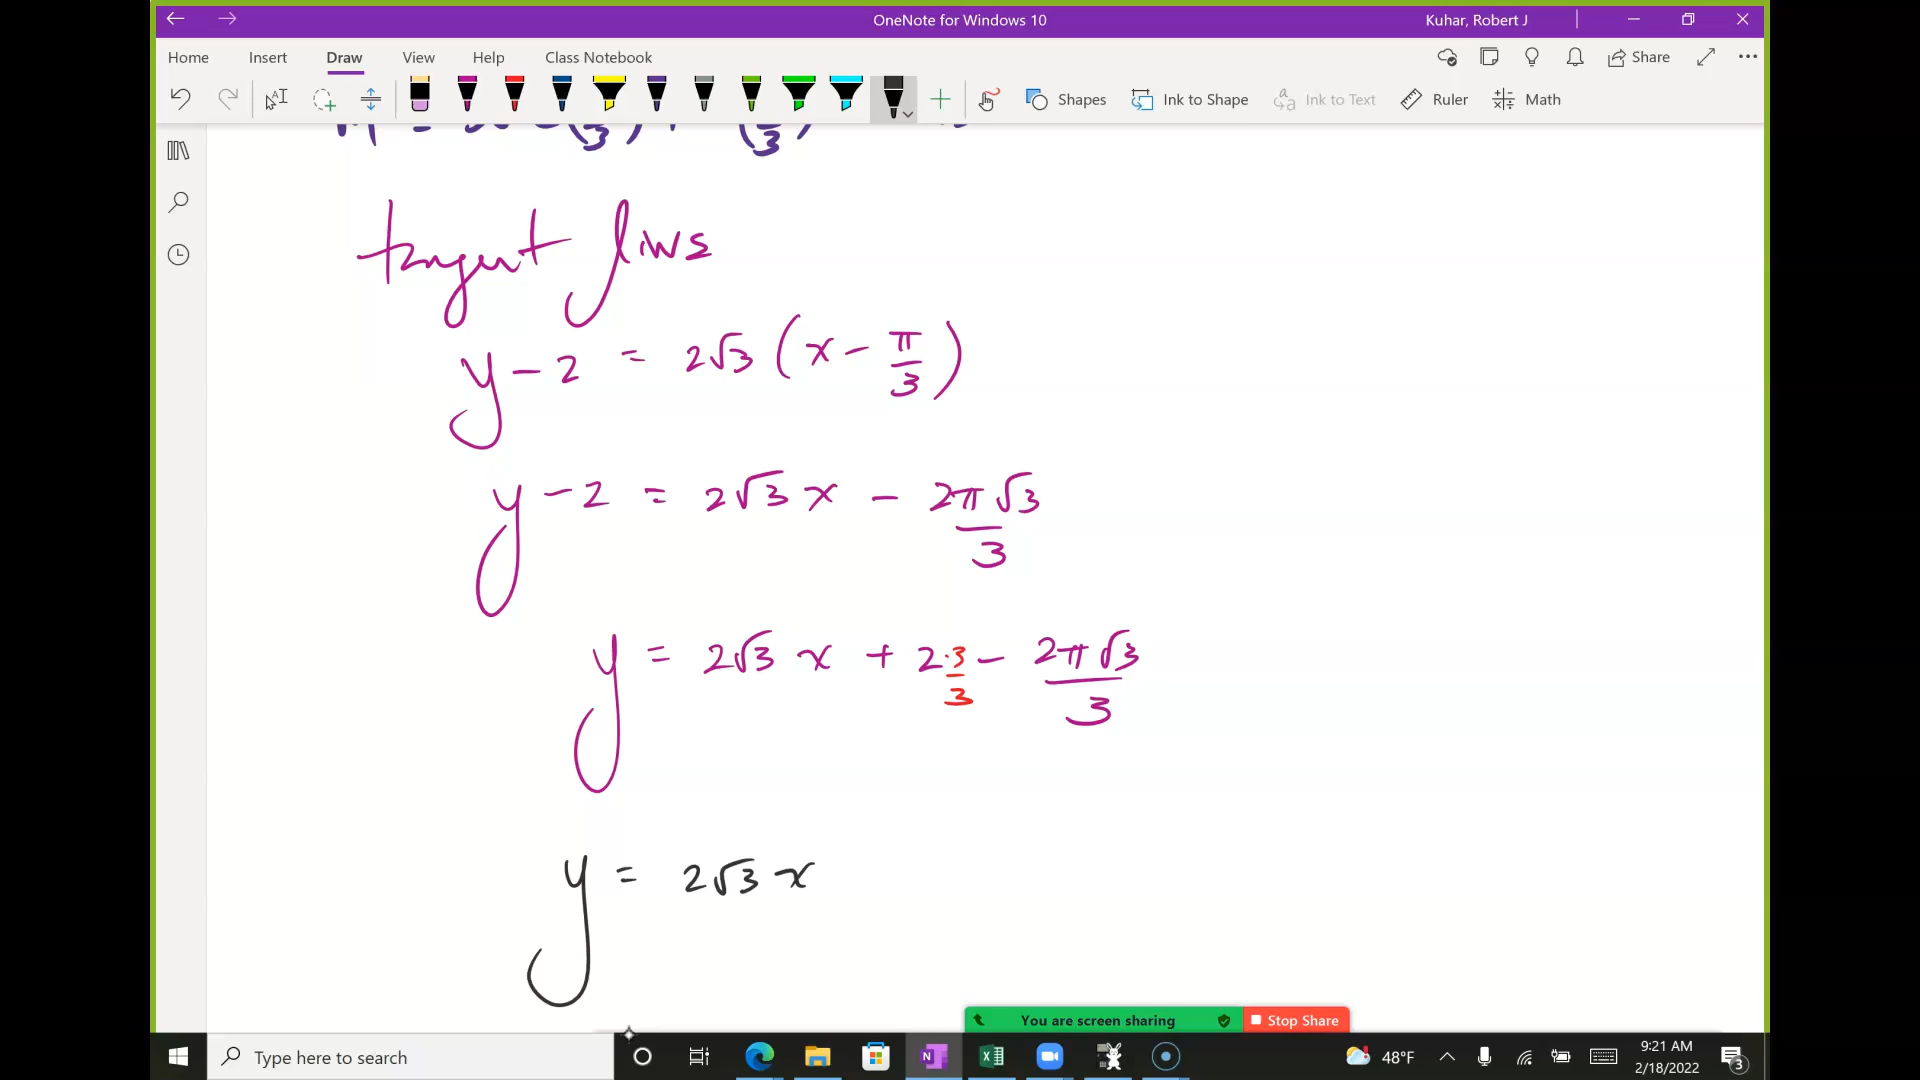 OneNote for Windows 10
Kuhar, Robert J
Home Insert Draw View Help Class Notebook
Share
Shapes Ink to Shape Ink to Text Ruler Math
tangent line
y - 2 = 2√3 (x - π/3)
y - 2 = 2√3 x - 2π√3/3
y = 2√3 x + 2·3/3 - 2π√3/3
y = 2√3 x
You are screen sharing Stop Share
Type here to search
48°F
9:21 AM
2/18/2022
3